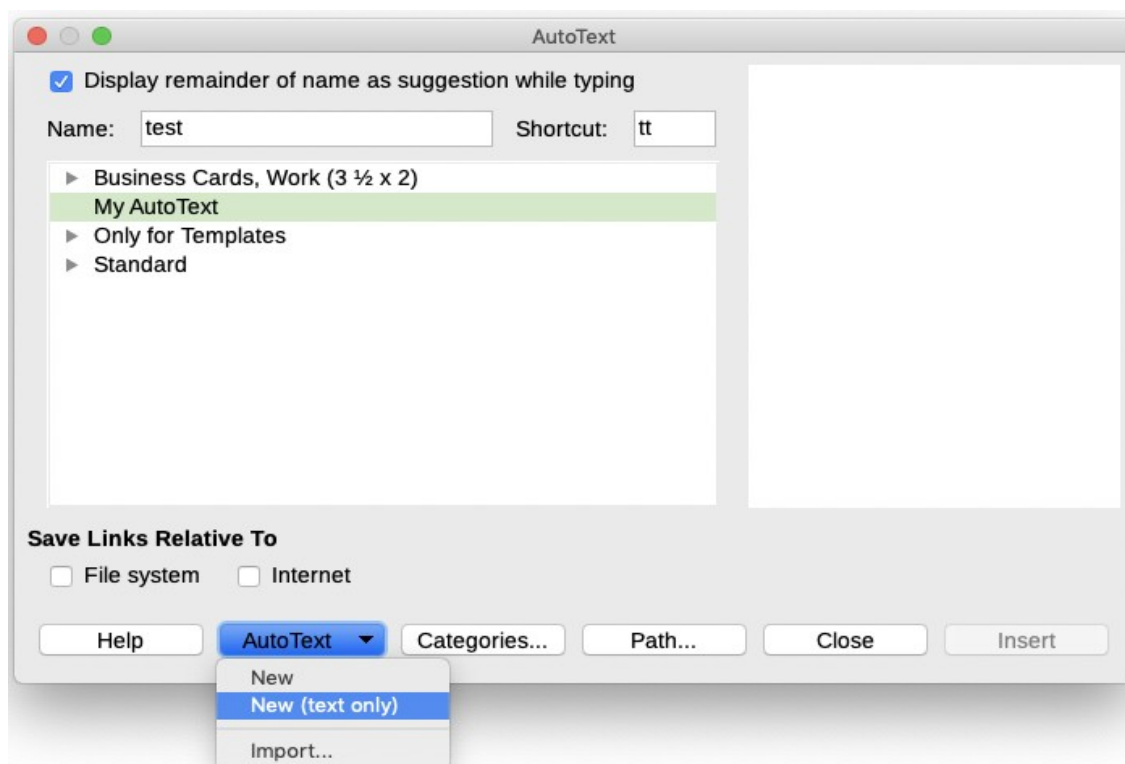 AutoText
Display remainder of name as suggestion while typing
Name: test Shortcut: tt
Business Cards, Work (3 ½ x 2)
My AutoText
Only for Templates
Standard
Save Links Relative To
File system Internet
Help AutoText Categories... Path... Close Insert
New
New (text only)
Import...